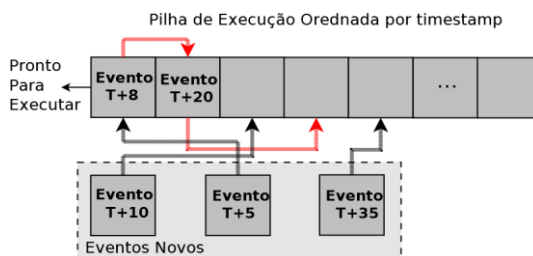 Pilha de Execução Orednada por timestamp
Pronto
Para
Executar
Evento
T+8
Evento
T+20
...
Evento
T+10
Evento
T+5
Evento
T+35
Eventos Novos